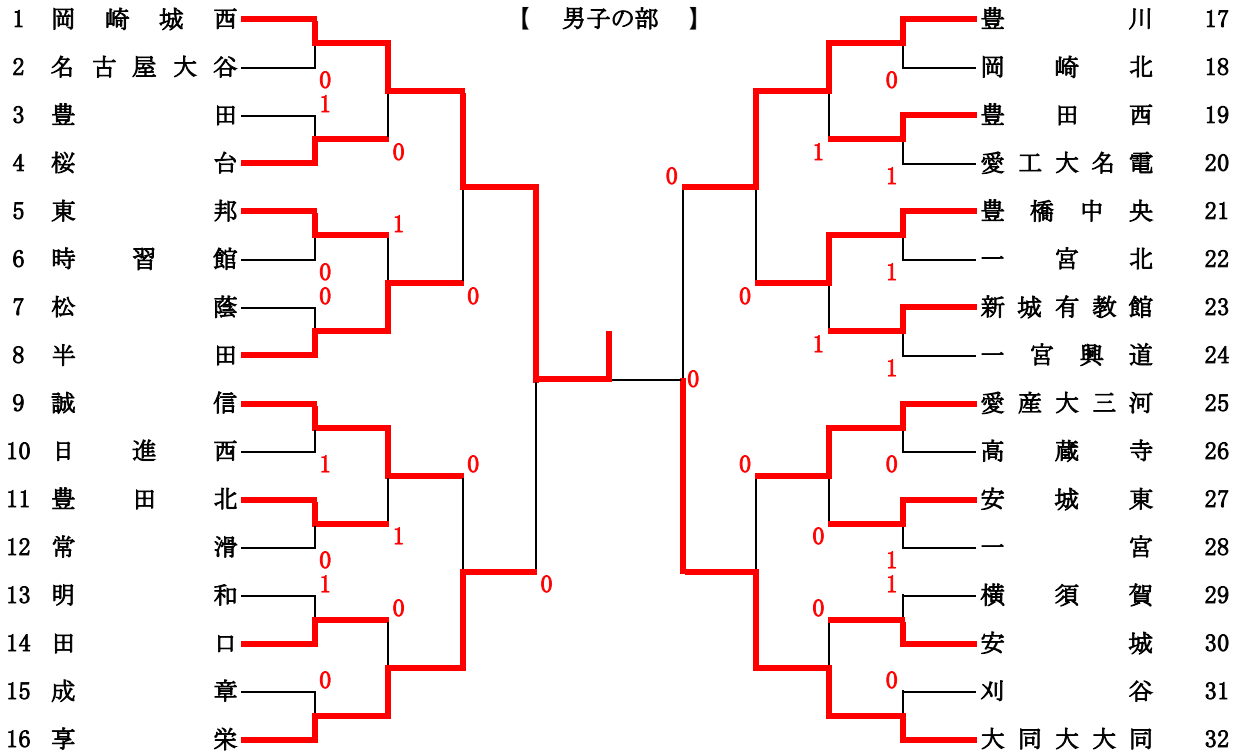 【 男子の部 】
1 岡崎城西
2 名古屋大谷
0
1
3 豊田
4 桜台
0
5 東邦
1
6 時習館
0
0
7 松蔭
0
8 半田
9 誠信
10 日進西
1
0
11 豊田北
12 常滑
1
0
1
0
13 明和
0
14 田口
15 成章
0
16 享栄
0
0
豊川 17
岡崎北 18
0
豊田西 19
1
愛工大名電 20
1
豊橋中央 21
一宮北 22
1
0
新城有教館 23
1
一宮興道 24
1
愛産大三河 25
高蔵寺 26
0
0
安城東 27
0
一宮 28
1
1
横須賀 29
0
安城 30
刈谷 31
0
大同大大同 32